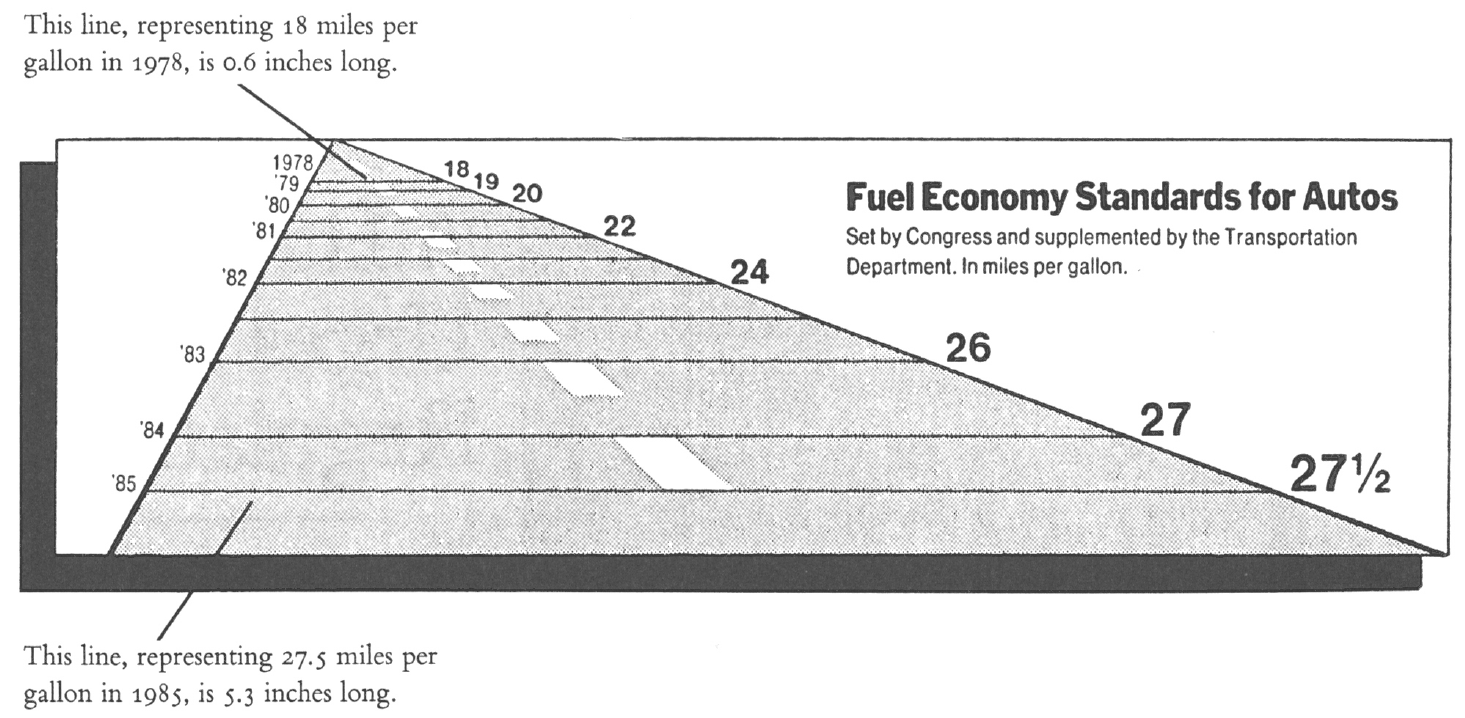 This line, representing 18 miles per
gallon in 1978, is 0.6 inches long.
1978
'79
'80
'81
'82
'83
'84
'85
18
19
20
22
24
26
27
27½
Fuel Economy Standards for Autos
Set by Congress and supplemented by the Transportation
Department. In miles per gallon.
This line, representing 27.5 miles per
gallon in 1985, is 5.3 inches long.